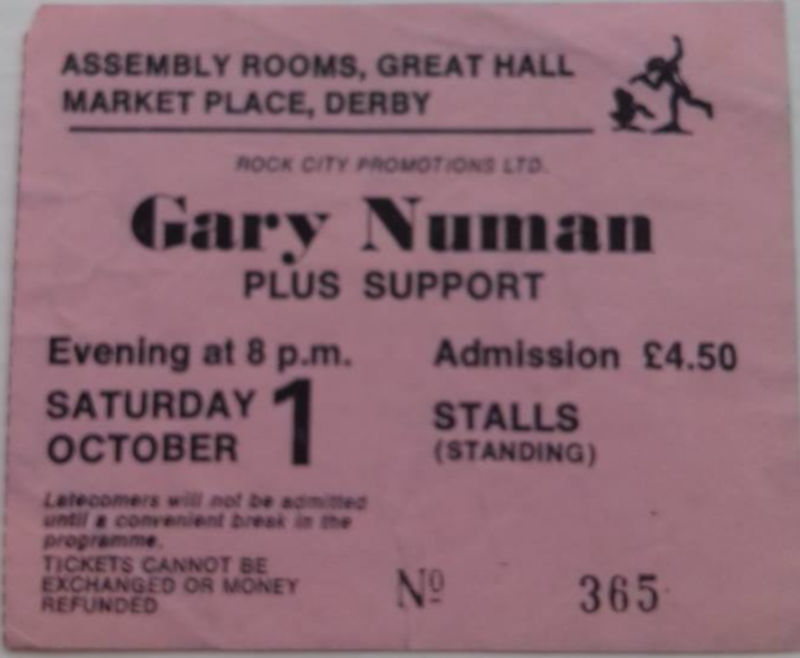 ASSEMBLY ROOMS, GREAT HALL
MARKET PLACE, DERBY
ROCK CITY PROMOTIONS LTD.
Gary Numan
PLUS SUPPORT
Evening at 8 p.m.
Admission £4.50
SATURDAY 1
OCTOBER
STALLS
(STANDING)
Latecomers will not be admitted
until a convenient break in the
programme.
TICKETS CANNOT BE
EXCHANGED OR MONEY
REFUNDED
Nº 365